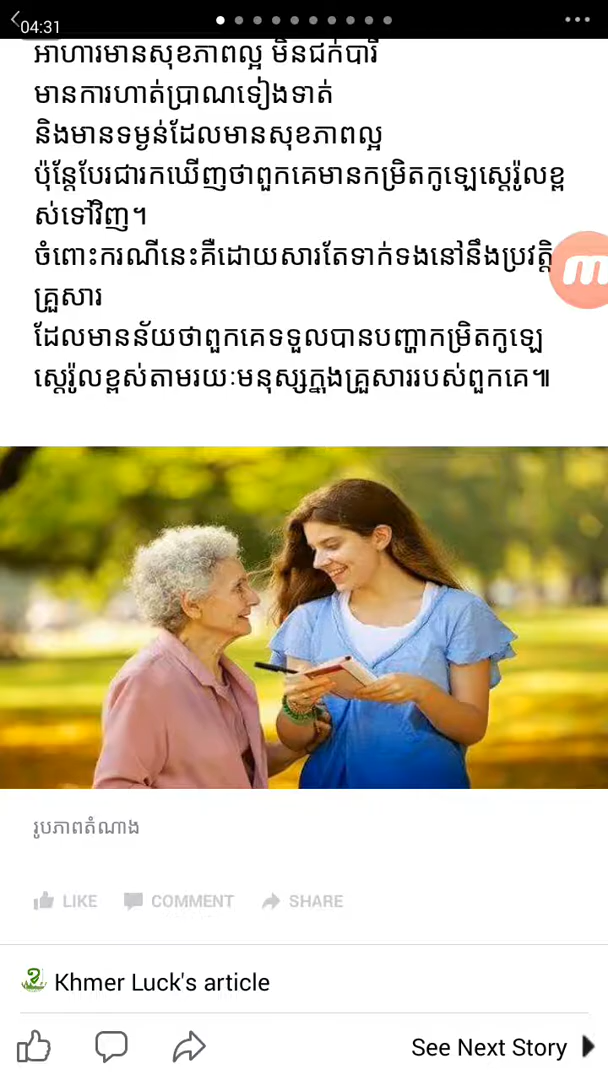 04:31
អាហារមានសុខភាពល្អ មិនជក់បារី
មានការហាត់ប្រាណទៀងទាត់
និងមានទម្ងន់ដែលមានសុខភាពល្អ
ប៉ុន្តែបែរជារកឃើញថាពួកគេមានកម្រិតកូឡេស្តេរ៉ូលខ្ព
ស់ទៅវិញ។
ចំពោះករណីនេះគឺដោយសារតែទាក់ទងនៅនឹងប្រវត្តិ
គ្រួសារ
ដែលមានន័យថាពួកគេទទួលបានបញ្ហាកម្រិតកូឡេ
ស្តេរ៉ូលខ្ពស់តាមរយៈមនុស្សក្នុងគ្រួសាររបស់ពួកគេ៕
រូបភាពតំណាង
LIKE COMMENT SHARE
Khmer Luck's article
See Next Story